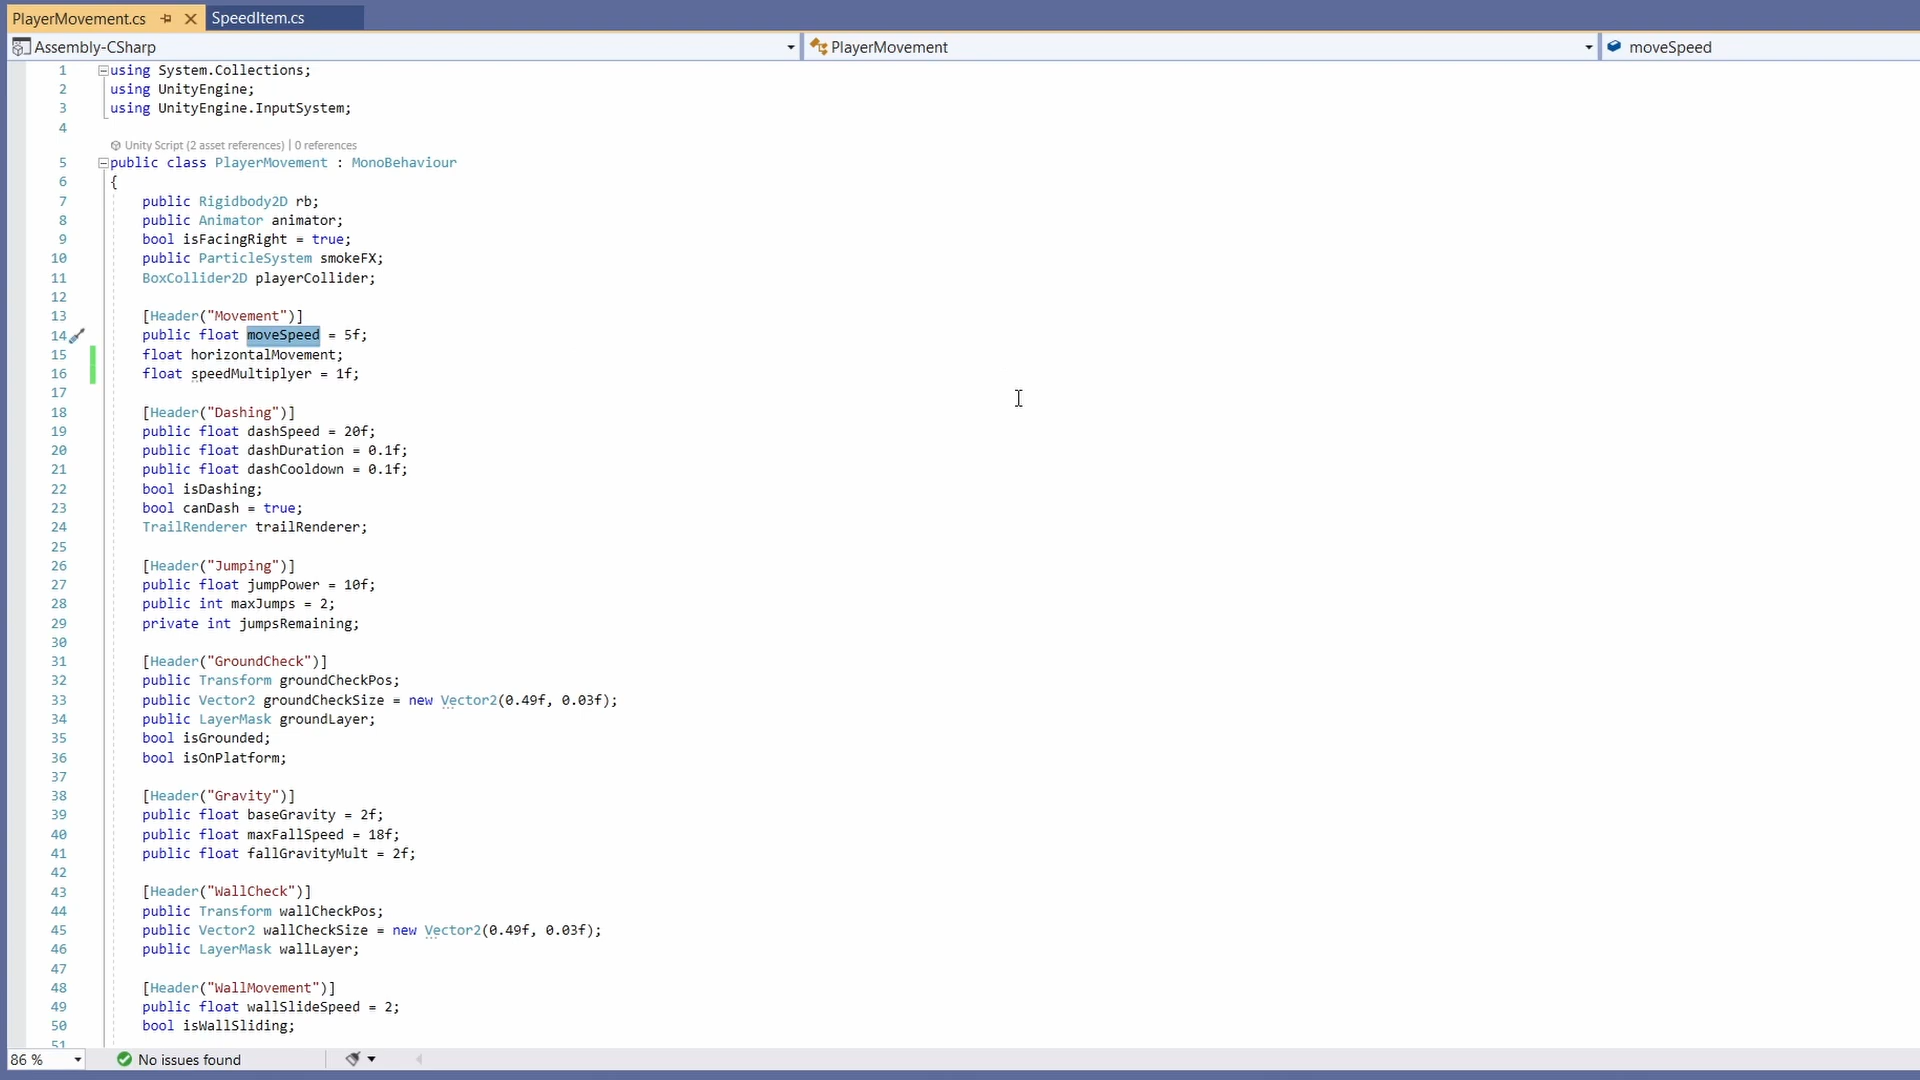 PlayerMovement.cs
SpeedItem.cs
Assembly-CSharp
PlayerMovement
moveSpeed
1 using System.Collections;
2 using UnityEngine;
3 using UnityEngine.InputSystem;
4
Unity Script (2 asset references) | 0 references
5 public class PlayerMovement : MonoBehaviour
6 {
7 public Rigidbody2D rb;
8 public Animator animator;
9 bool isFacingRight = true;
10 public ParticleSystem smokeFX;
11 BoxCollider2D playerCollider;
12
13 [Header("Movement")]
14 public float moveSpeed = 5f;
15 float horizontalMovement;
16 float speedMultiplyer = 1f;
17
18 [Header("Dashing")]
19 public float dashSpeed = 20f;
20 public float dashDuration = 0.1f;
21 public float dashCooldown = 0.1f;
22 bool isDashing;
23 bool canDash = true;
24 TrailRenderer trailRenderer;
25
26 [Header("Jumping")]
27 public float jumpPower = 10f;
28 public int maxJumps = 2;
29 private int jumpsRemaining;
30
31 [Header("GroundCheck")]
32 public Transform groundCheckPos;
33 public Vector2 groundCheckSize = new Vector2(0.49f, 0.03f);
34 public LayerMask groundLayer;
35 bool isGrounded;
36 bool isOnPlatform;
37
38 [Header("Gravity")]
39 public float baseGravity = 2f;
40 public float maxFallSpeed = 18f;
41 public float fallGravityMult = 2f;
42
43 [Header("WallCheck")]
44 public Transform wallCheckPos;
45 public Vector2 wallCheckSize = new Vector2(0.49f, 0.03f);
46 public LayerMask wallLayer;
47
48 [Header("WallMovement")]
49 public float wallSlideSpeed = 2;
50 bool isWallSliding;
51
86 %
No issues found